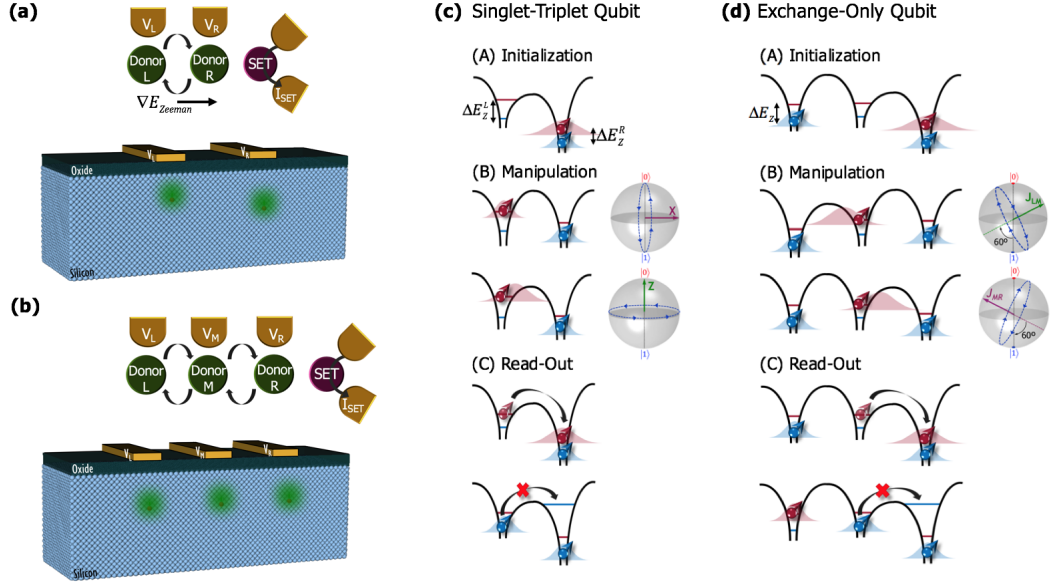 (a)
V_L
V_R
Donor
L
Donor
R
SET
I_SET
∇E_Zeeman
V_L
V_R
Oxide
Silicon
(b)
V_L
V_M
V_R
Donor
L
Donor
M
Donor
R
SET
I_SET
V_L
V_M
V_R
Oxide
Silicon
(c) Singlet-Triplet Qubit
(A) Initialization
ΔE_Z^L
ΔE_Z^R
(B) Manipulation
|0⟩
X
|1⟩
|0⟩
Z
|1⟩
(C) Read-Out
(d) Exchange-Only Qubit
(A) Initialization
ΔE_Z
(B) Manipulation
|0⟩
J_LM
60º
|1⟩
|0⟩
J_MR
60º
|1⟩
(C) Read-Out